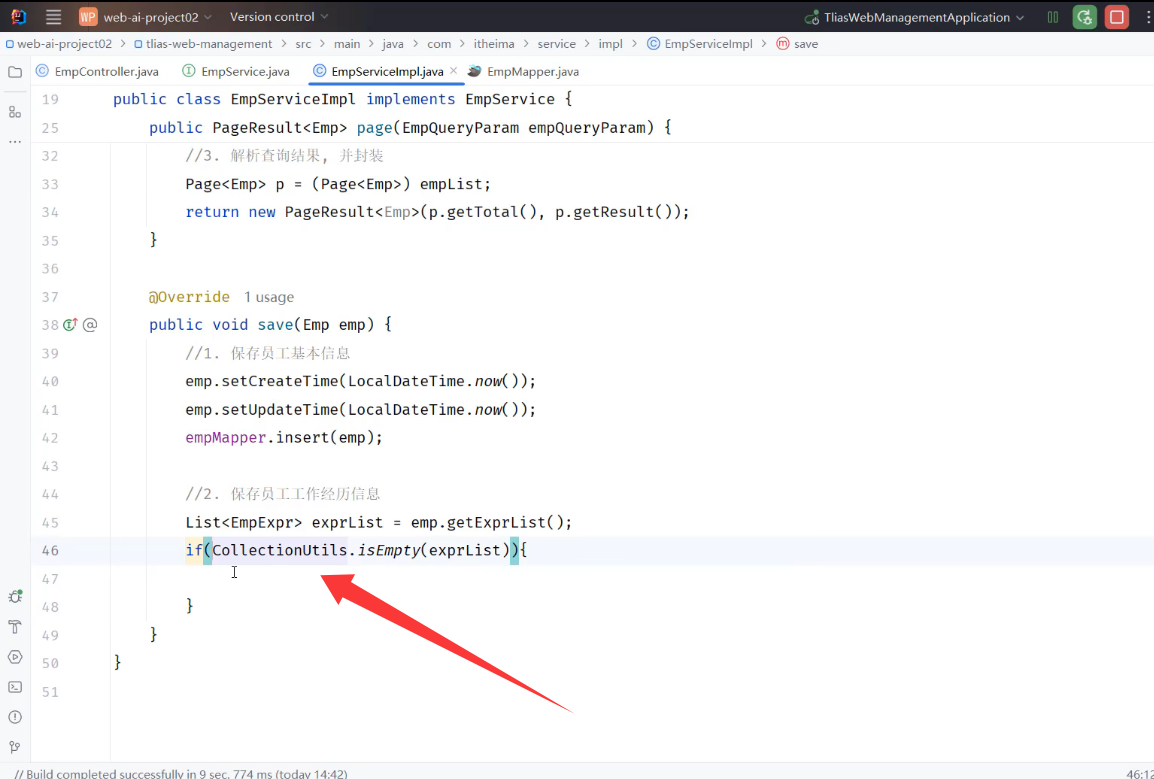 WP web-ai-project02 Version control TliasWebManagementApplication
web-ai-project02 > tlias-web-management > src > main > java > com > itheima > service > impl > EmpServiceImpl > save
EmpController.java EmpService.java EmpServiceImpl.java × EmpMapper.java
19 public class EmpServiceImpl implements EmpService {
25 public PageResult<Emp> page(EmpQueryParam empQueryParam) {
32 //3. 解析查询结果, 并封装
33 Page<Emp> p = (Page<Emp>) empList;
34 return new PageResult<Emp>(p.getTotal(), p.getResult());
35 }
36
37 @Override 1 usage
38 public void save(Emp emp) {
39 //1. 保存员工基本信息
40 emp.setCreateTime(LocalDateTime.now());
41 emp.setUpdateTime(LocalDateTime.now());
42 empMapper.insert(emp);
43
44 //2. 保存员工工作经历信息
45 List<EmpExpr> exprList = emp.getExprList();
46 if(CollectionUtils.isEmpty(exprList)){
47
48 }
49 }
50 }
51
// Build completed successfully in 9 sec, 774 ms (today 14:42) 46:12